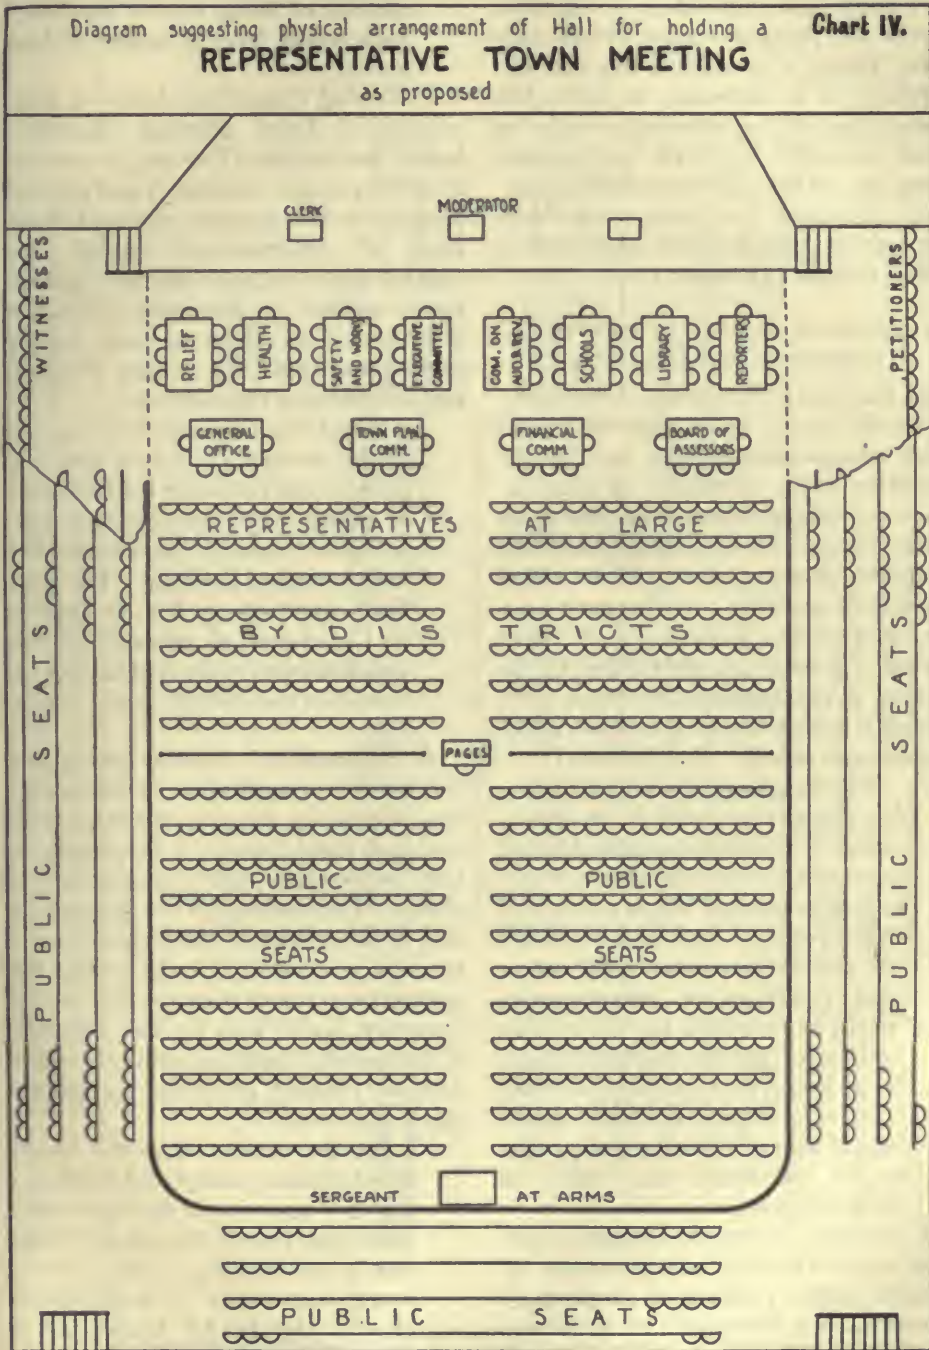 Diagram suggesting physical arrangement of Hall for holding a
Chart IV.
REPRESENTATIVE TOWN MEETING
as proposed
CLERK
MODERATOR
WITNESSES
PETITIONERS
RELIEF
HEALTH
SAFETY
AND WORKS
EXECUTIVE
COMMITTEE
COM. ON
AUD.& REV.
SCHOOLS
LIBRARY
REPORTERS
GENERAL
OFFICE
TOWN PLAN
COMM.
FINANCIAL
COMM.
BOARD OF
ASSESSORS
REPRESENTATIVES AT LARGE
BY DISTRICTS
PUBLIC SEATS
PUBLIC SEATS
PAGES
PUBLIC
SEATS
PUBLIC
SEATS
SERGEANT AT ARMS
PUBLIC SEATS